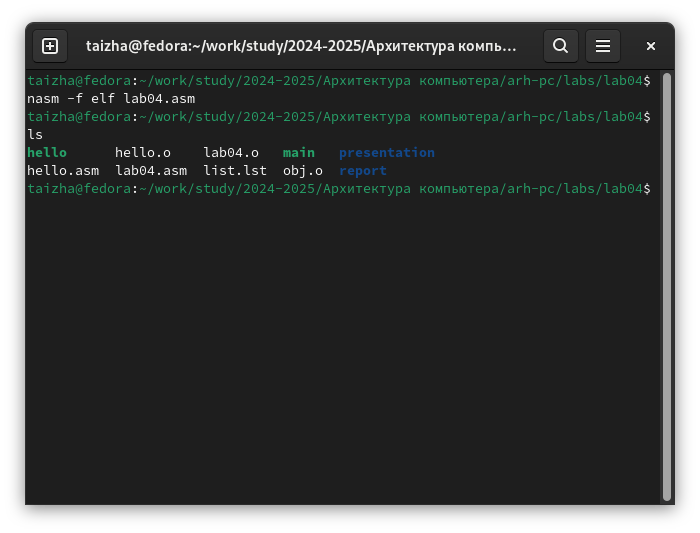 taizha@fedora:~/work/study/2024-2025/Архитектура компь...
taizha@fedora:~/work/study/2024-2025/Архитектура компьютера/arh-pc/labs/lab04$
nasm -f elf lab04.asm
taizha@fedora:~/work/study/2024-2025/Архитектура компьютера/arh-pc/labs/lab04$
ls
hello      hello.o    lab04.o   main   presentation
hello.asm  lab04.asm  list.lst  obj.o  report
taizha@fedora:~/work/study/2024-2025/Архитектура компьютера/arh-pc/labs/lab04$